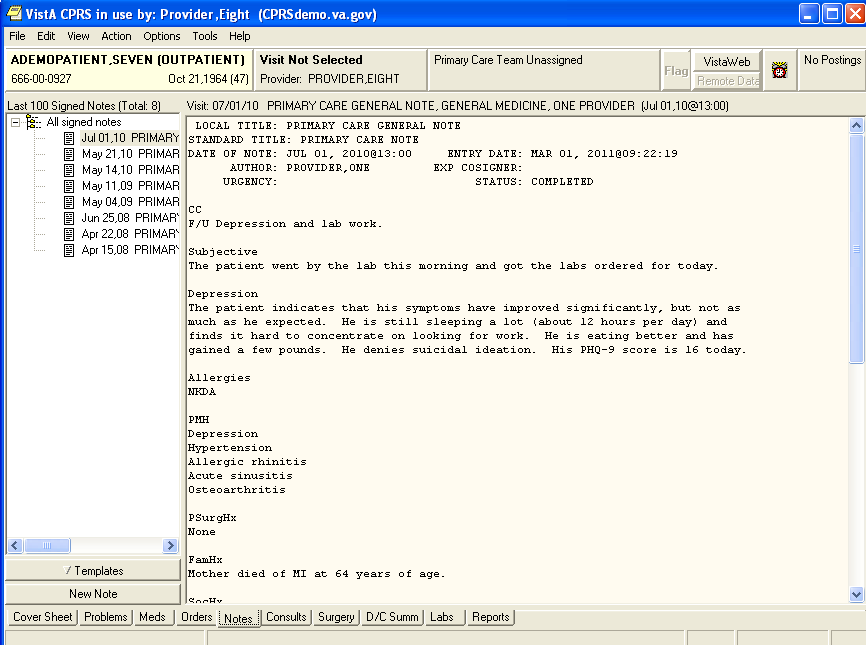 VistA CPRS in use by: Provider,Eight (CPRSdemo.va.gov)
File Edit View Action Options Tools Help
ADEMOPATIENT,SEVEN (OUTPATIENT)
666-00-0927 Oct 21,1964 (47)
Visit Not Selected
Provider: PROVIDER,EIGHT
Primary Care Team Unassigned
Flag
VistaWeb
Remote Data
No Postings
Last 100 Signed Notes (Total: 8)
Visit: 07/01/10 PRIMARY CARE GENERAL NOTE, GENERAL MEDICINE, ONE PROVIDER (Jul 01,10@13:00)
All signed notes
Jul 01,10 PRIMARY
May 21,10 PRIMAR
May 14,10 PRIMAR
May 11,09 PRIMAR
May 04,09 PRIMAR
Jun 25,08 PRIMAR
Apr 22,08 PRIMAR
Apr 15,08 PRIMAR
Templates
New Note
LOCAL TITLE: PRIMARY CARE GENERAL NOTE
STANDARD TITLE: PRIMARY CARE NOTE
DATE OF NOTE: JUL 01, 2010@13:00 ENTRY DATE: MAR 01, 2011@09:22:19
AUTHOR: PROVIDER,ONE EXP COSIGNER:
URGENCY: STATUS: COMPLETED
CC
F/U Depression and lab work.
Subjective
The patient went by the lab this morning and got the labs ordered for today.
Depression
The patient indicates that his symptoms have improved significantly, but not as
much as he expected. He is still sleeping a lot (about 12 hours per day) and
finds it hard to concentrate on looking for work. He is eating better and has
gained a few pounds. He denies suicidal ideation. His PHQ-9 score is 16 today.
Allergies
NKDA
PMH
Depression
Hypertension
Allergic rhinitis
Acute sinusitis
Osteoarthritis
PSurgHx
None
FamHx
Mother died of MI at 64 years of age.
SocHx
Cover Sheet Problems Meds Orders Notes Consults Surgery D/C Summ Labs Reports